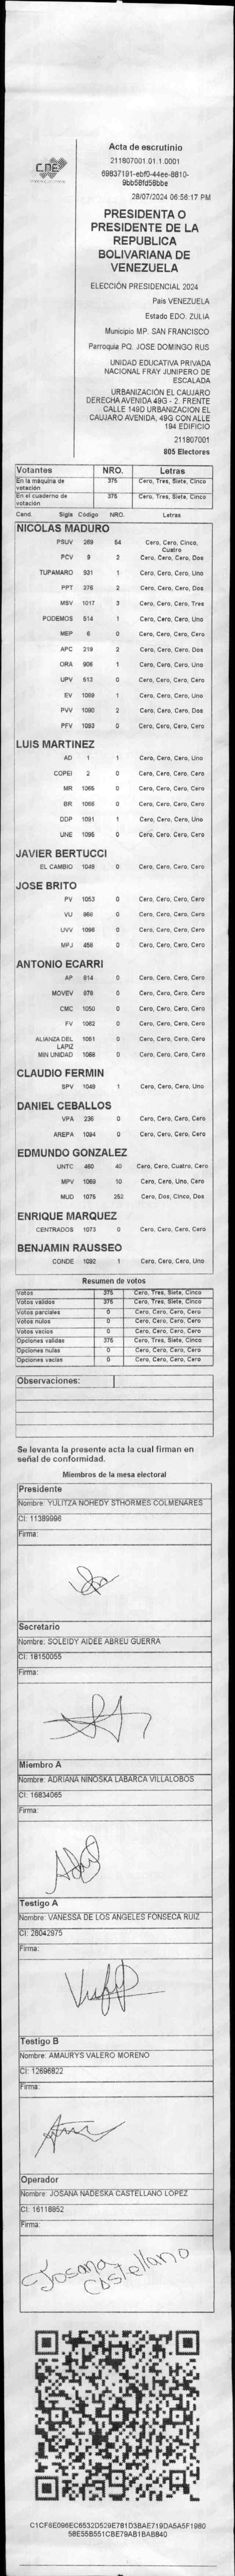 CNE
Acta de escrutinio
211807001.01.1.0001
69837191-ebf0-44ee-8810-
9bb58fd58bbe
28/07/2024 06:56:17 PM
PRESIDENTA O
PRESIDENTE DE LA
REPUBLICA
BOLIVARIANA DE
VENEZUELA
ELECCIÓN PRESIDENCIAL 2024
Pais VENEZUELA
Estado EDO. ZULIA
Municipio MP. SAN FRANCISCO
Parroquia PQ. JOSE DOMINGO RUS
UNIDAD EDUCATIVA PRIVADA
NACIONAL FRAY JUNIPERO DE
ESCALADA
URBANIZACIÓN EL CAUJARO
DERECHA AVENIDA 49G - 2. FRENTE
CALLE 149D URBANIZACION EL
CAUJARO AVENIDA, 49G CON ALLE
194 EDIFICIO
211807001
805 Electores
Votantes NRO. Letras
En la máquina de votación 375 Cero, Tres, Siete, Cinco
En el cuaderno de votación 375 Cero, Tres, Siete, Cinco
Cand. Sigla Código NRO. Letras
NICOLAS MADURO
PSUV 269 54 Cero, Cero, Cinco, Cuatro
PCV 9 2 Cero, Cero, Cero, Dos
TUPAMARO 931 1 Cero, Cero, Cero, Uno
PPT 276 2 Cero, Cero, Cero, Dos
MSV 1017 3 Cero, Cero, Cero, Tres
PODEMOS 514 1 Cero, Cero, Cero, Uno
MEP 6 0 Cero, Cero, Cero, Cero
APC 219 2 Cero, Cero, Cero, Dos
ORA 906 1 Cero, Cero, Cero, Uno
UPV 513 0 Cero, Cero, Cero, Cero
EV 1089 1 Cero, Cero, Cero, Uno
PVV 1090 2 Cero, Cero, Cero, Dos
PFV 1093 0 Cero, Cero, Cero, Cero
LUIS MARTINEZ
AD 1 1 Cero, Cero, Cero, Uno
COPEI 2 0 Cero, Cero, Cero, Cero
MR 1065 0 Cero, Cero, Cero, Cero
BR 1066 0 Cero, Cero, Cero, Cero
DDP 1091 1 Cero, Cero, Cero, Uno
UNE 1095 0 Cero, Cero, Cero, Cero
JAVIER BERTUCCI
EL CAMBIO 1048 0 Cero, Cero, Cero, Cero
JOSE BRITO
PV 1053 0 Cero, Cero, Cero, Cero
VU 868 0 Cero, Cero, Cero, Cero
UVV 1096 0 Cero, Cero, Cero, Cero
MPJ 458 0 Cero, Cero, Cero, Cero
ANTONIO ECARRI
AP 814 0 Cero, Cero, Cero, Cero
MOVEV 879 0 Cero, Cero, Cero, Cero
CMC 1050 0 Cero, Cero, Cero, Cero
FV 1062 0 Cero, Cero, Cero, Cero
ALIANZA DEL LAPIZ 1051 0 Cero, Cero, Cero, Cero
MIN UNIDAD 1068 0 Cero, Cero, Cero, Cero
CLAUDIO FERMIN
SPV 1049 1 Cero, Cero, Cero, Uno
DANIEL CEBALLOS
VPA 236 0 Cero, Cero, Cero, Cero
AREPA 1094 0 Cero, Cero, Cero, Cero
EDMUNDO GONZALEZ
UNTC 460 40 Cero, Cero, Cuatro, Cero
MPV 1069 10 Cero, Cero, Uno, Cero
MUD 1075 252 Cero, Dos, Cinco, Dos
ENRIQUE MARQUEZ
CENTRADOS 1073 0 Cero, Cero, Cero, Cero
BENJAMIN RAUSSEO
CONDE 1092 1 Cero, Cero, Cero, Uno
Resumen de votos
Votos 375 Cero, Tres, Siete, Cinco
Votos validos 375 Cero, Tres, Siete, Cinco
Votos parciales 0 Cero, Cero, Cero, Cero
Votos nulos 0 Cero, Cero, Cero, Cero
Votos vacios 0 Cero, Cero, Cero, Cero
Opciones validas 375 Cero, Tres, Siete, Cinco
Opciones nulas 0 Cero, Cero, Cero, Cero
Opciones vacías 0 Cero, Cero, Cero, Cero
Observaciones:
Se levanta la presente acta la cual firman en
señal de conformidad.
Miembros de la mesa electoral
Presidente
Nombre: YULITZA NOHEDY STHORMES COLMENARES
CI: 11389996
Firma:
Secretario
Nombre: SOLEIDY AIDEE ABREU GUERRA
CI: 18150055
Firma:
Miembro A
Nombre: ADRIANA NINOSKA LABARCA VILLALOBOS
CI: 16834065
Firma:
Testigo A
Nombre: VANESSA DE LOS ANGELES FONSECA RUIZ
CI: 26042975
Firma:
Testigo B
Nombre: AMAURYS VALERO MORENO
CI: 12696822
Firma:
Operador
Nombre: JOSANA NADESKA CASTELLANO LOPEZ
CI: 16118852
Firma:
Josana
Castellano
C1CF6E096EC6532D529E781D3BAE719DA5A5F1980
58E55B551CBE79AB1BAB840